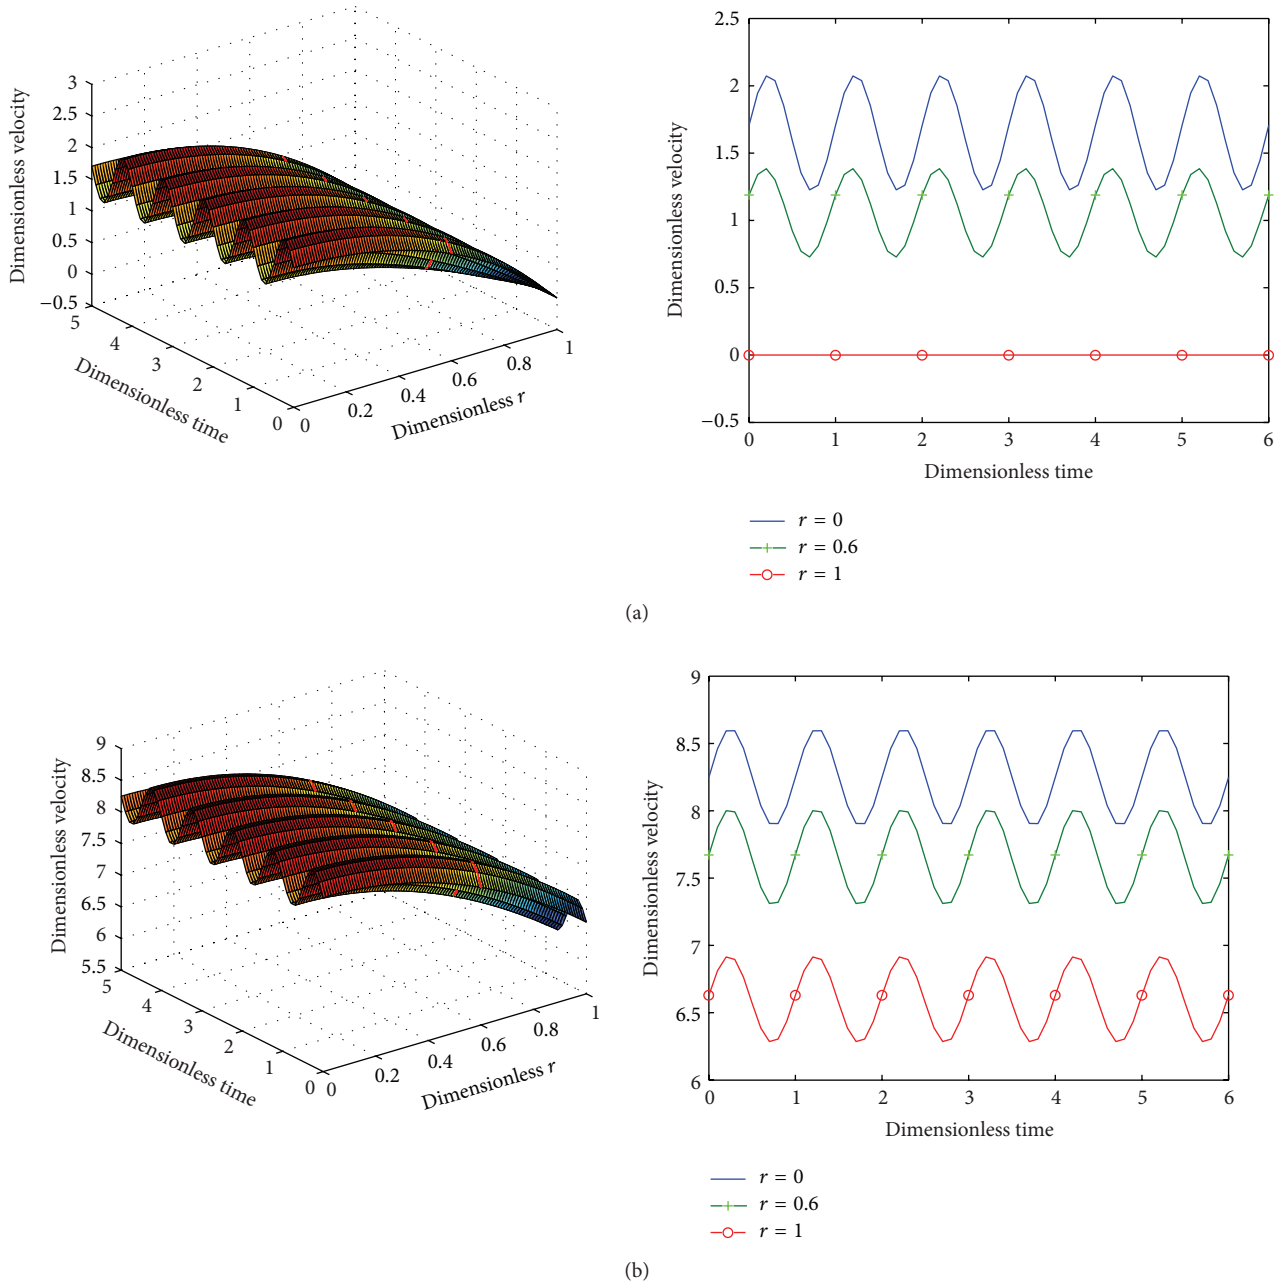 3
2.5
2
1.5
1
0.5
0
−0.5
Dimensionless velocity
5
4
3
2
1
0
Dimensionless time
0
0.2
0.4
0.6
0.8
1
Dimensionless r
2.5
2
1.5
1
0.5
0
−0.5
Dimensionless velocity
0 1 2 3 4 5 6
Dimensionless time
r = 0
r = 0.6
r = 1
(a)
9
8.5
8
7.5
7
6.5
6
5.5
Dimensionless velocity
5
4
3
2
1
0
Dimensionless time
0
0.2
0.4
0.6
0.8
1
Dimensionless r
9
8.5
8
7.5
7
6.5
6
Dimensionless velocity
0 1 2 3 4 5 6
Dimensionless time
r = 0
r = 0.6
r = 1
(b)